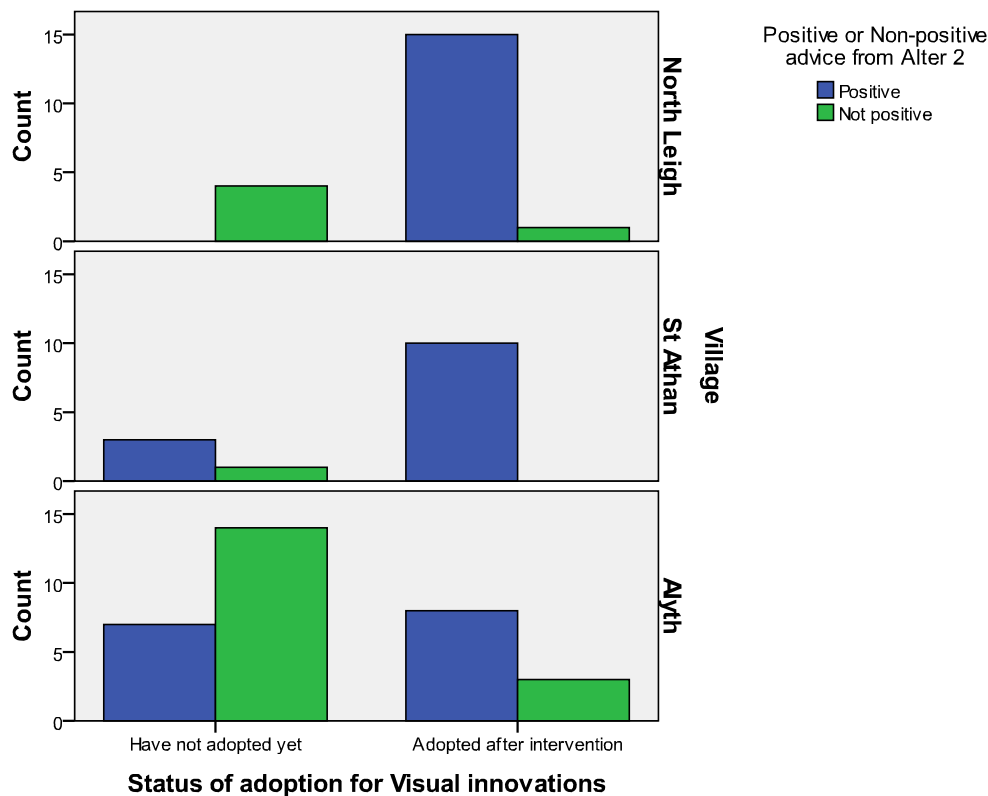 Positive or Non-positive
advice from Alter 2
Positive
Not positive
15
10
5
0
Count
North Leigh
15
10
5
0
Count
St Athan
Village
15
10
5
0
Count
Alyth
Have not adopted yet
Adopted after intervention
Status of adoption for Visual innovations